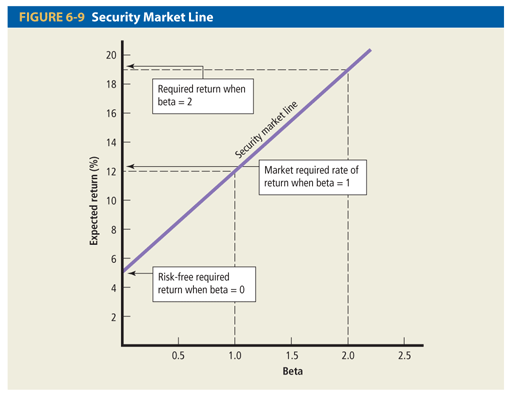 FIGURE 6-9 Security Market Line
20
18
16
14
12
10
8
6
4
2
Expected return (%)
Required return when
beta = 2
Security market line
Market required rate of
return when beta = 1
Risk-free required
return when beta = 0
0.5 1.0 1.5 2.0 2.5
Beta